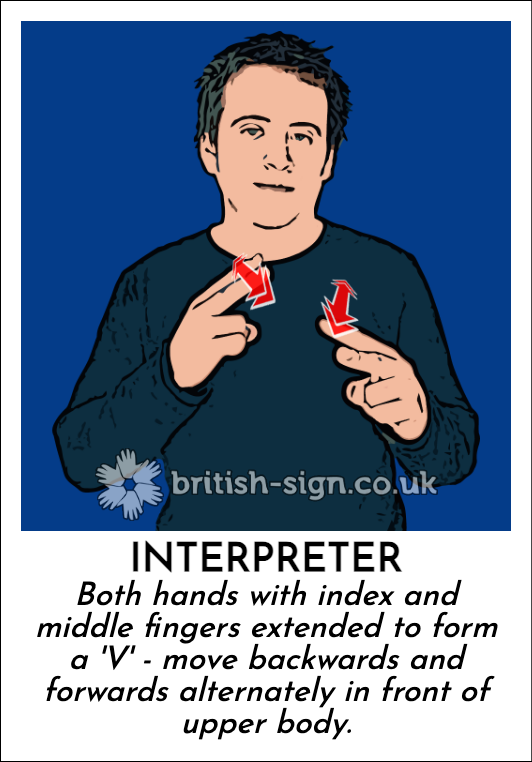 british-sign.co.uk
INTERPRETER
Both hands with index and
middle fingers extended to form
a 'V' - move backwards and
forwards alternately in front of
upper body.